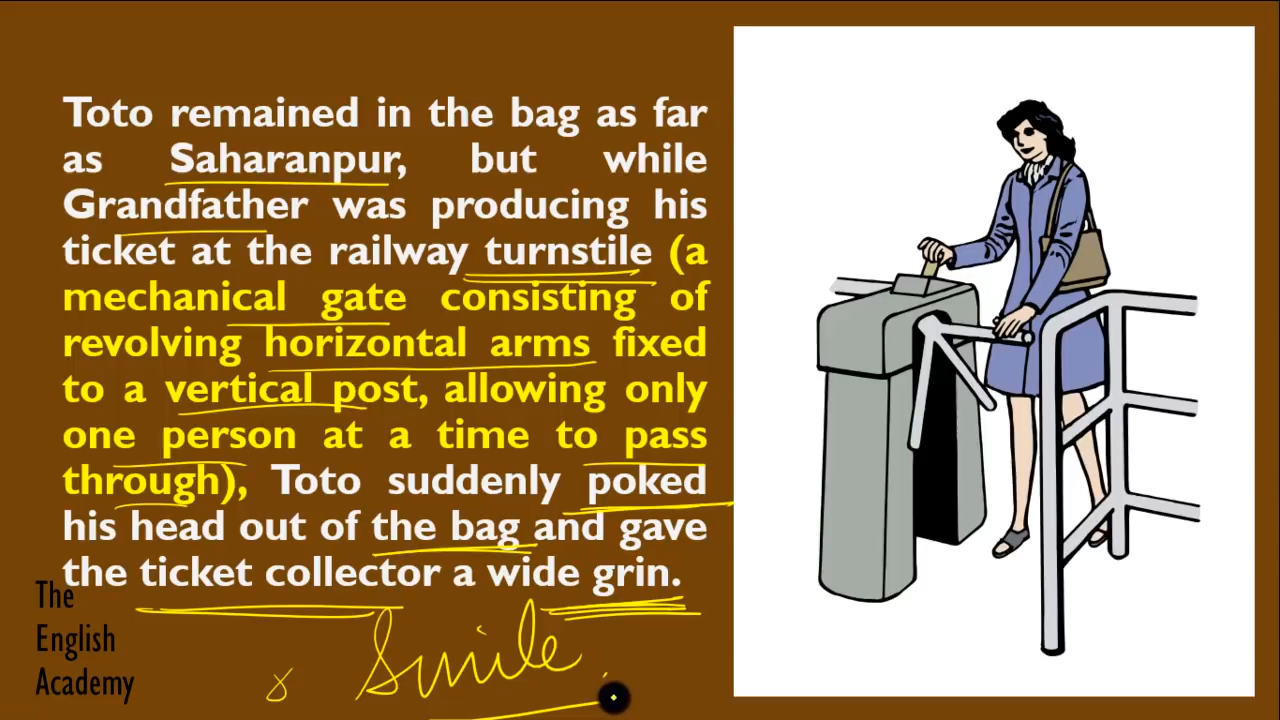 Toto remained in the bag as far
as Saharanpur, but while
Grandfather was producing his
ticket at the railway turnstile (a
mechanical gate consisting of
revolving horizontal arms fixed
to a vertical post, allowing only
one person at a time to pass
through), Toto suddenly poked
his head out of the bag and gave
the ticket collector a wide grin.
The
English
Academy
Smile